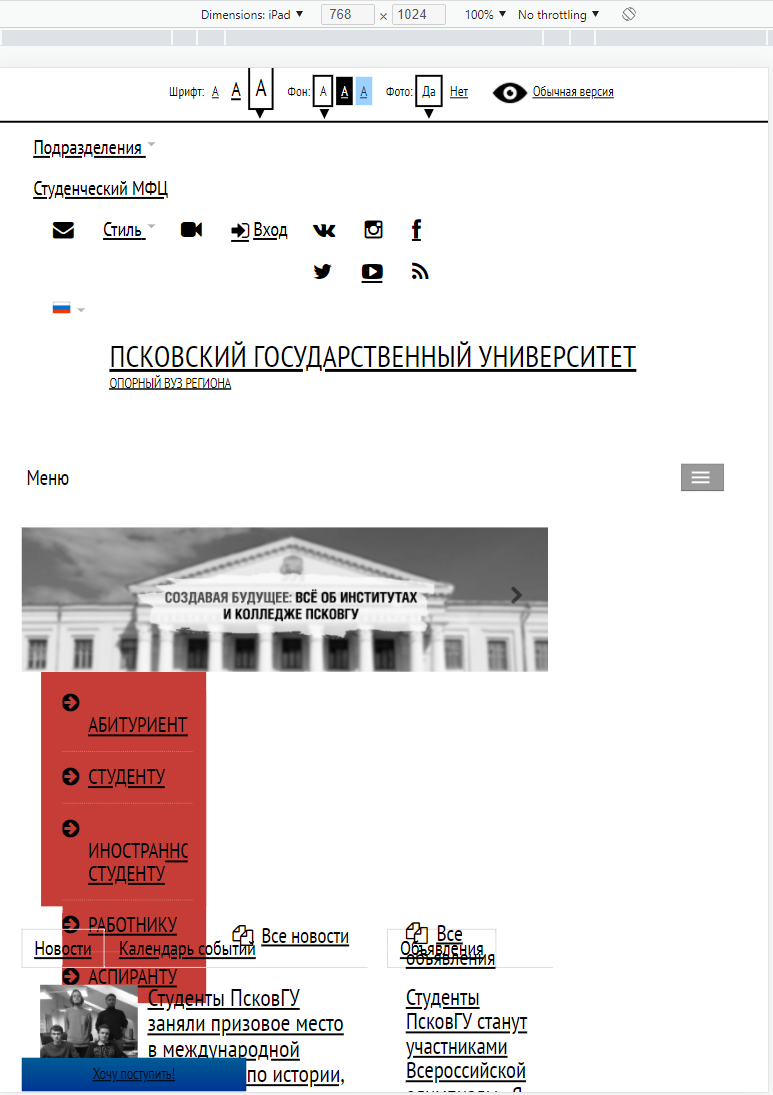 Dimensions: iPad ▼ 768 × 1024 100% ▼ No throttling ▼
Шрифт: А А А Фон: А А А Фото: Да Нет Обычная версия
Подразделения
Студенческий МФЦ
Стиль Вход
ПСКОВСКИЙ ГОСУДАРСТВЕННЫЙ УНИВЕРСИТЕТ
ОПОРНЫЙ ВУЗ РЕГИОНА
Меню
СОЗДАВАЯ БУДУЩЕЕ: ВСЁ ОБ ИНСТИТУТАХ
И КОЛЛЕДЖЕ ПСКОВГУ
АБИТУРИЕНТ
СТУДЕНТУ
ИНОСТРАННС
СТУДЕНТУ
РАБОТНИКУ
АСПИРАНТУ
Новости Календарь событий Все новости
Студенты ПсковГУ
заняли призовое место
в международной
по истории,
Объявления
Все
объявления
Студенты
ПсковГУ станут
участниками
Всероссийской
Хочу поступить!